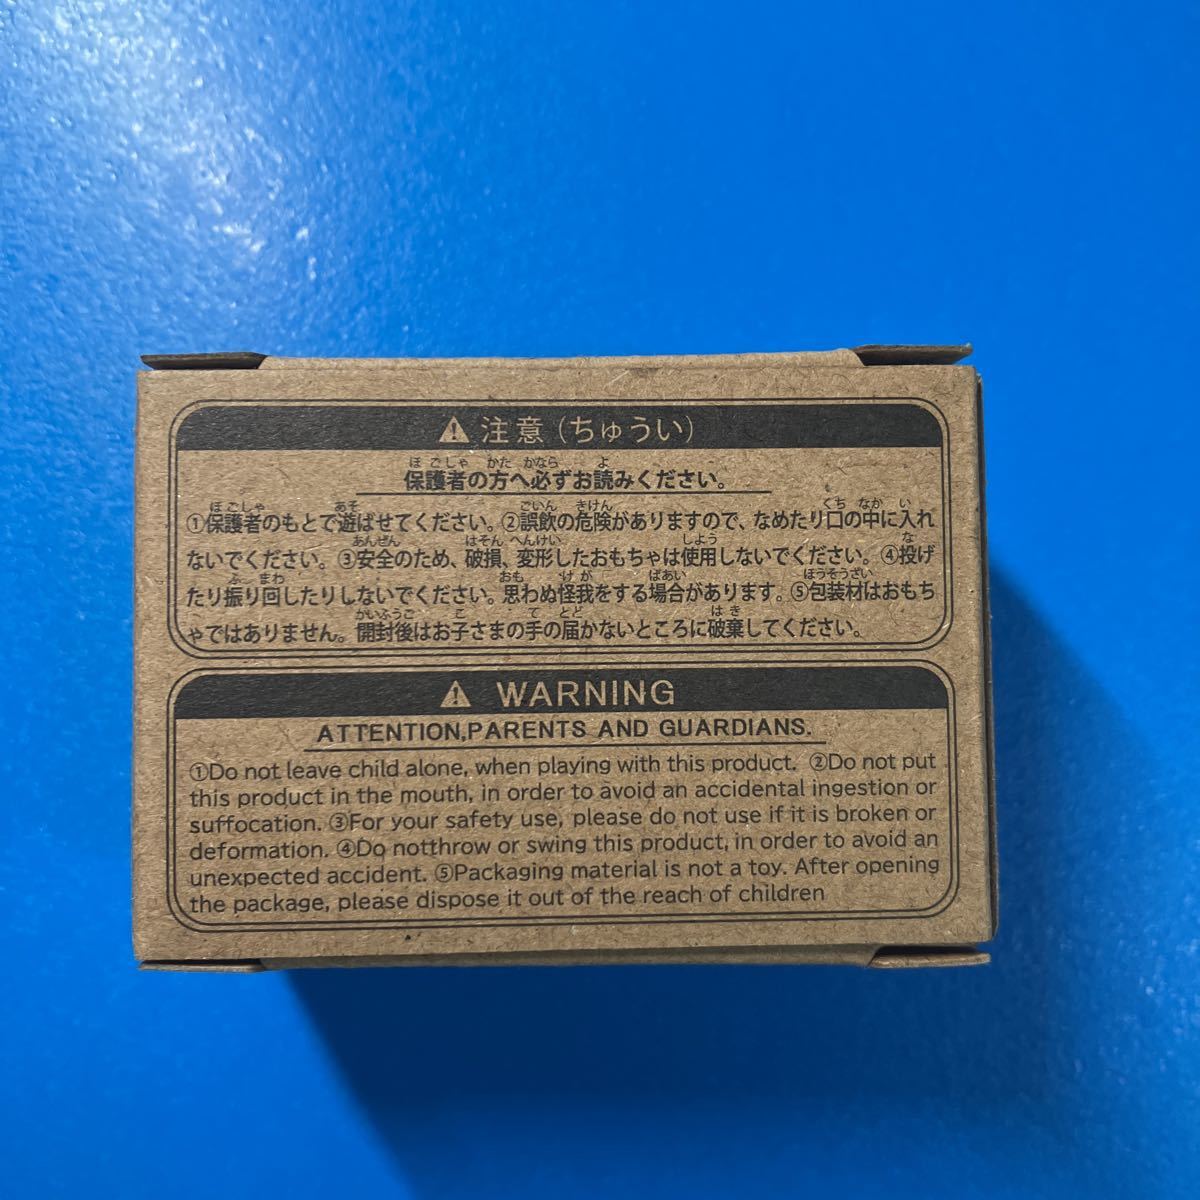 ⚠ 注意（ちゅうい）
ほごしゃ かた かなら よ
保護者の方へ必ずお読みください。
ほごしゃ あそ ごいん きけん くち なか い
①保護者のもとで遊ばせてください。②誤飲の危険がありますので、なめたり口の中に入れ
あんぜん はそん へんけい しよう な
ないでください。③安全のため、破損、変形したおもちゃは使用しないでください。④投げ
ふ まわ おも けが ばあい ほうそうざい
たり振り回したりしないでください。思わぬ怪我をする場合があります。⑤包装材はおもち
かいふうご こ て とど はき
ゃではありません。開封後はお子さまの手の届かないところに破棄してください。
⚠ WARNING
ATTENTION,PARENTS AND GUARDIANS.
①Do not leave child alone, when playing with this product. ②Do not put
this product in the mouth, in order to avoid an accidental ingestion or
suffocation. ③For your safety use, please do not use if it is broken or
deformation. ④Do notthrow or swing this product, in order to avoid an
unexpected accident. ⑤Packaging material is not a toy. After opening
the package, please dispose it out of the reach of children